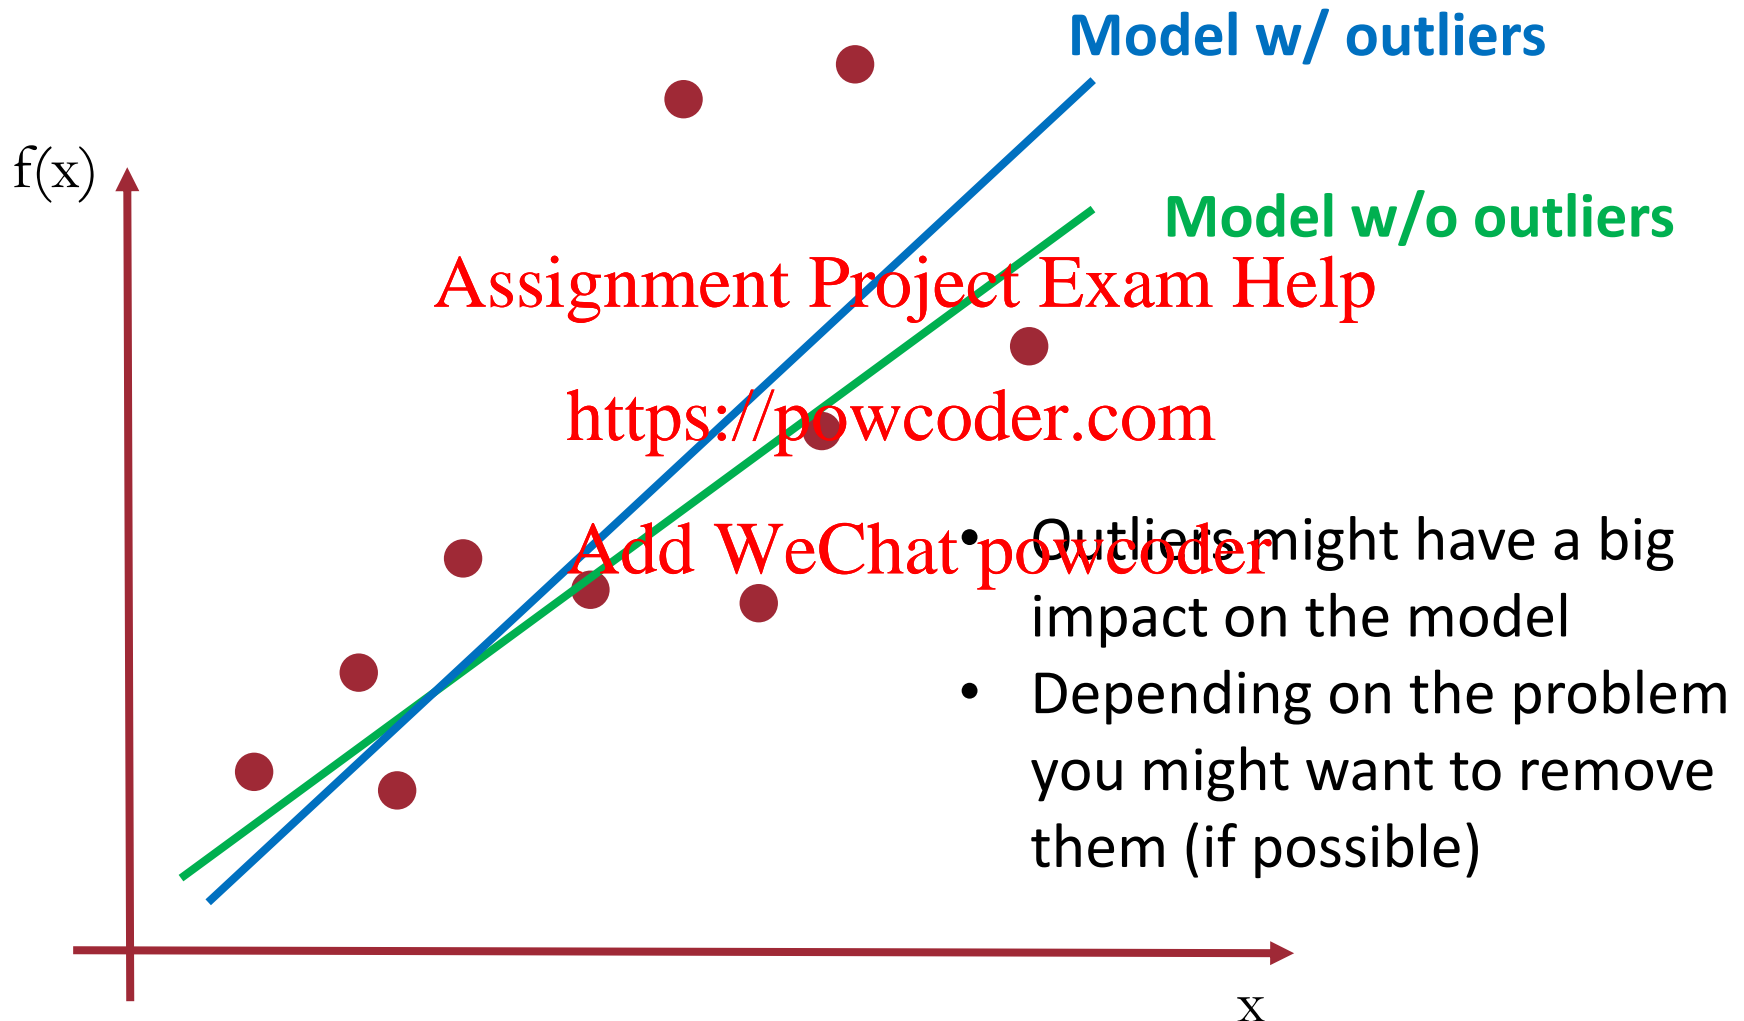 Model w/ outliers
f(x)
Model w/o outliers
Assignment Project Exam Help
https://powcoder.com
Add WeChat powcoder
• Outliers might have a big
impact on the model
• Depending on the problem
you might want to remove
them (if possible)
x